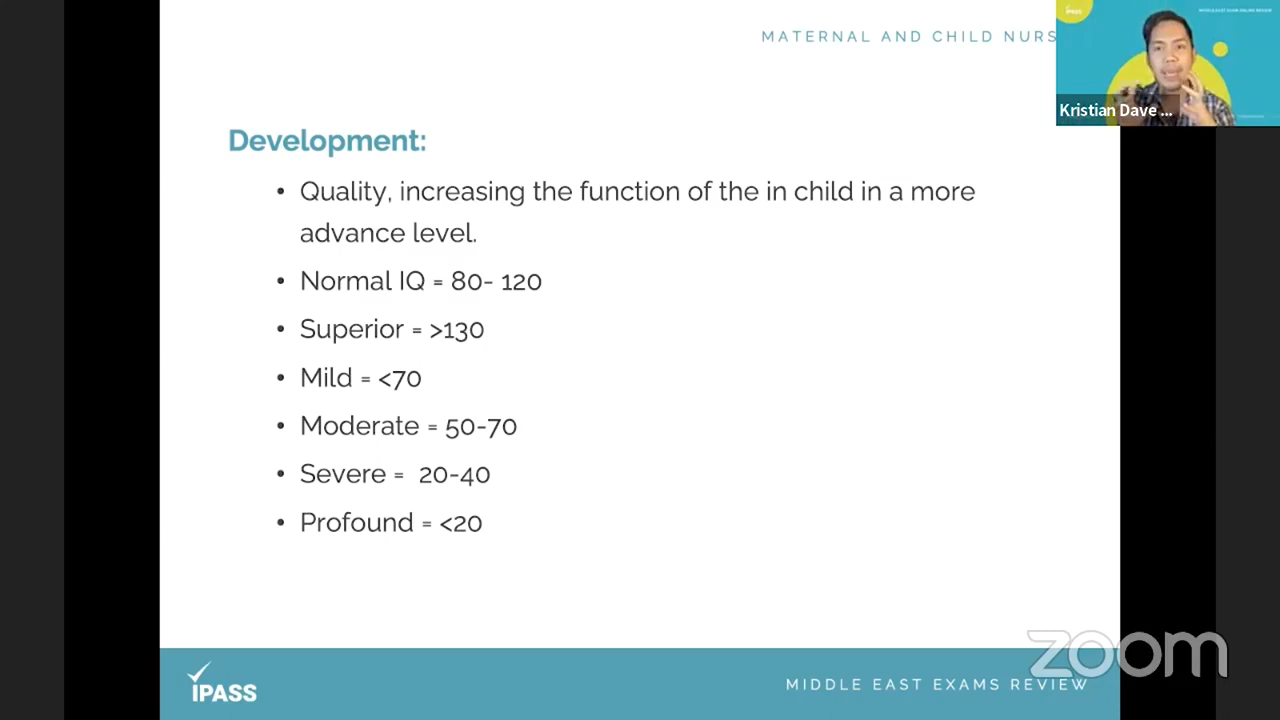 MATERNAL AND CHILD NURS
iPASS
Kristian Dave ...
Development:
• Quality, increasing the function of the in child in a more
advance level.
• Normal IQ = 80- 120
• Superior = >130
• Mild = <70
• Moderate = 50-70
• Severe = 20-40
• Profound = <20
zoom
iPASS
MIDDLE EAST EXAMS REVIEW